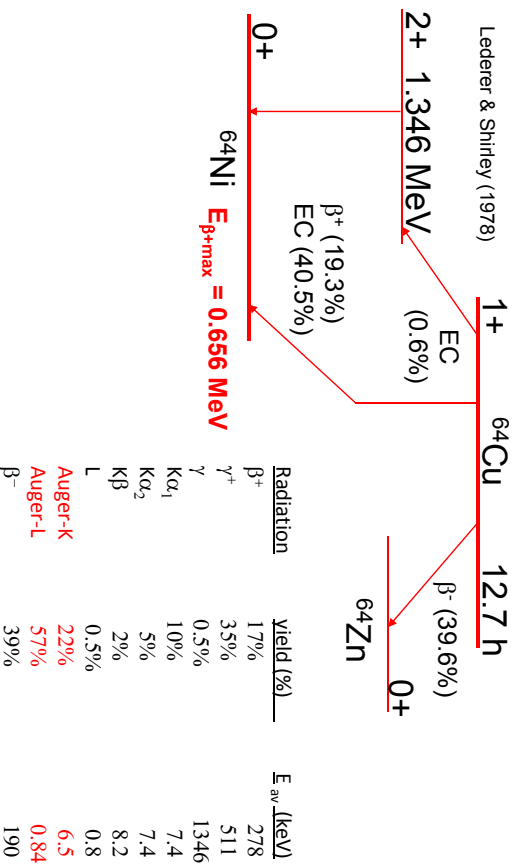 Lederer & Shirley (1978)
1+ ⁶⁴Cu 12.7 h
EC
(0.6%)
β⁻ (39.6%)
2+ 1.346 MeV
0+
⁶⁴Zn
β⁺ (19.3%)
EC (40.5%)
0+
⁶⁴Ni Eβ+max = 0.656 MeV
Radiation yield (%) E av (keV)
β⁺ 17% 278
γ⁺ 35% 511
γ 0.5% 1346
Kα₁ 10% 7.4
Kα₂ 5% 7.4
Kβ 2% 8.2
L 0.5% 0.8
Auger-K 22% 6.5
Auger-L 57% 0.84
β⁻ 39% 190